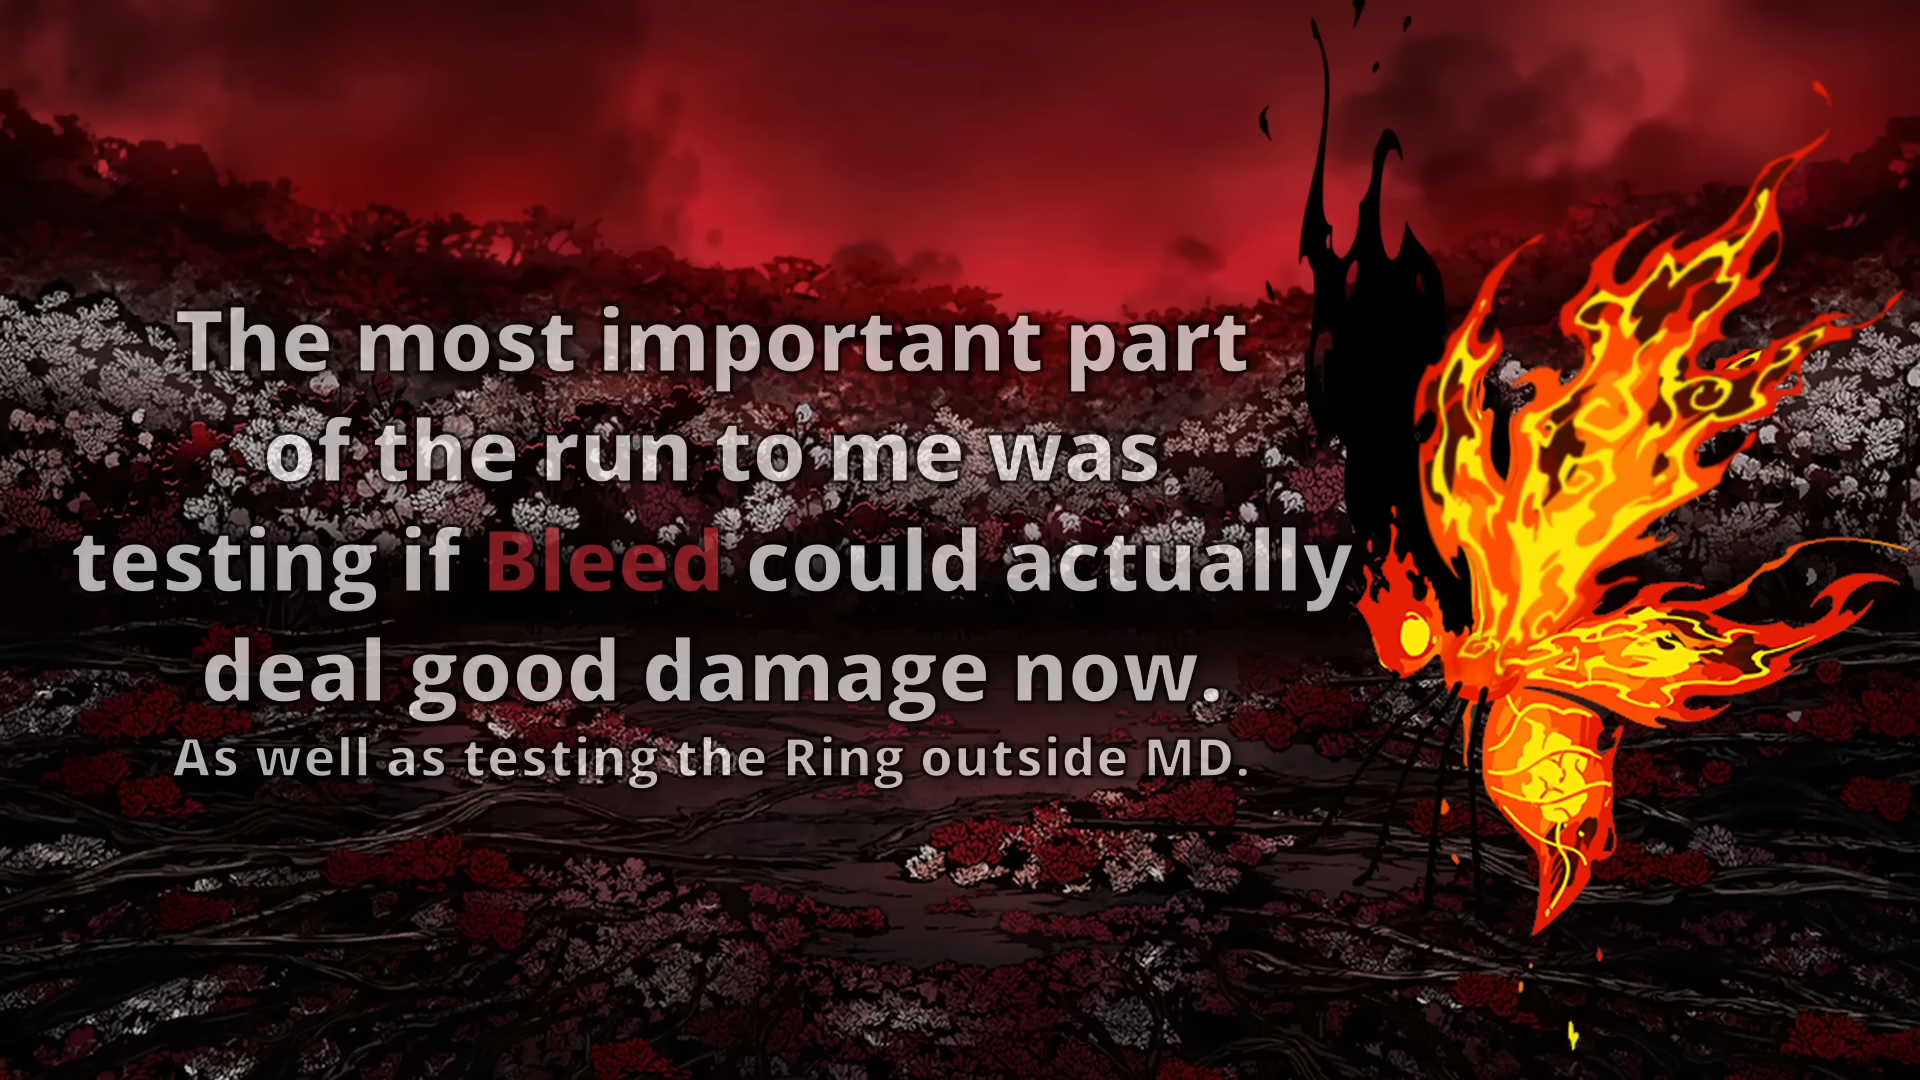 The most important part
of the run to me was
testing if Bleed could actually
deal good damage now.
As well as testing the Ring outside MD.